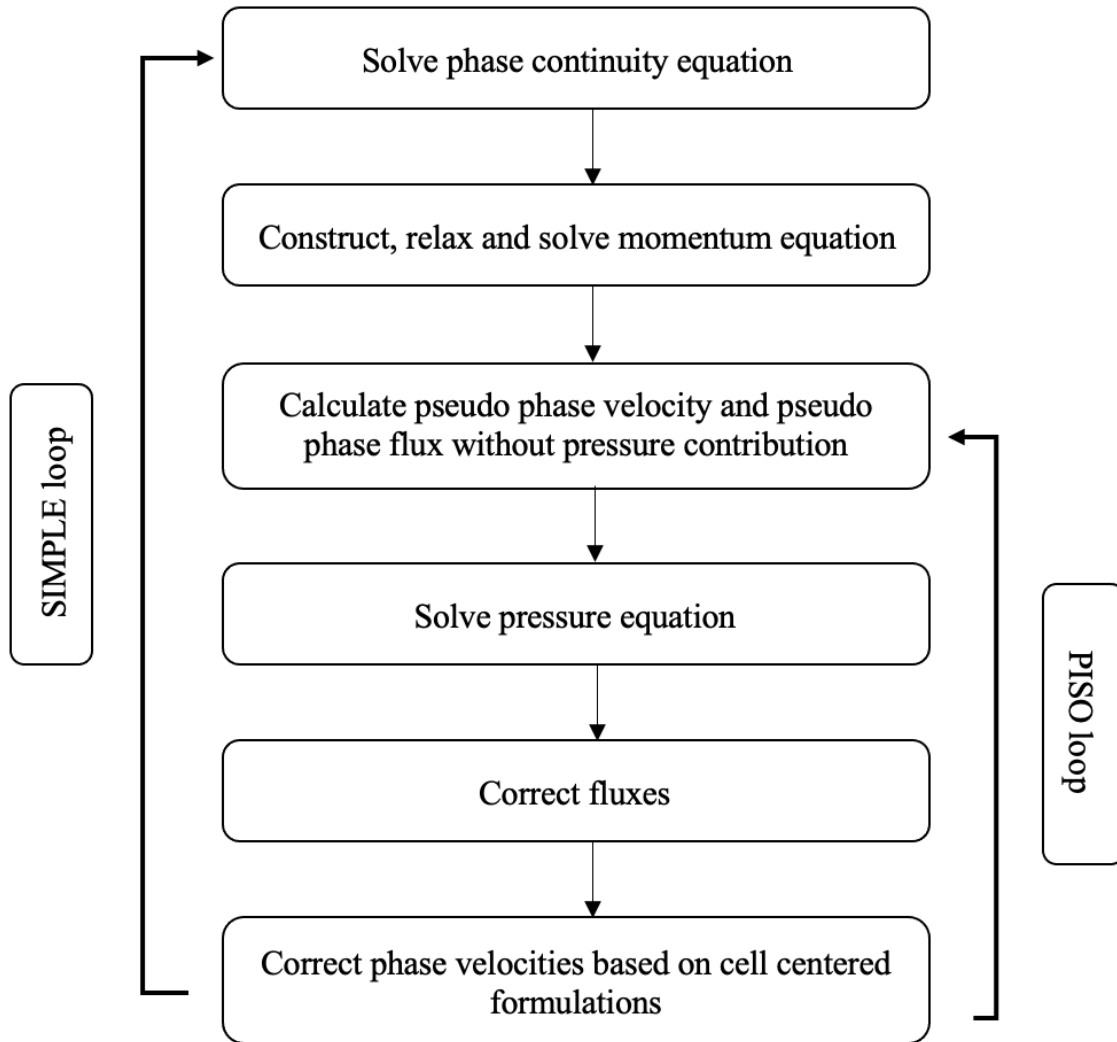 Solve phase continuity equation
Construct, relax and solve momentum equation
Calculate pseudo phase velocity and pseudo
phase flux without pressure contribution
SIMPLE loop
Solve pressure equation
PISO loop
Correct fluxes
Correct phase velocities based on cell centered
formulations